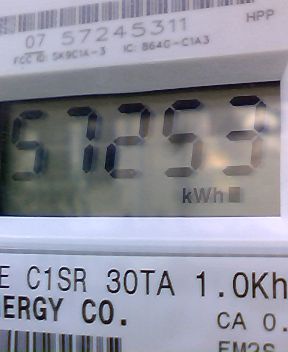 HPP
07 57245311
FCC ID: SK9C1A-3 IC: 864G-C1A3
57253
kWh
E C1SR 30TA 1.0Kh
ERGY CO.
CA 0.
EM2S